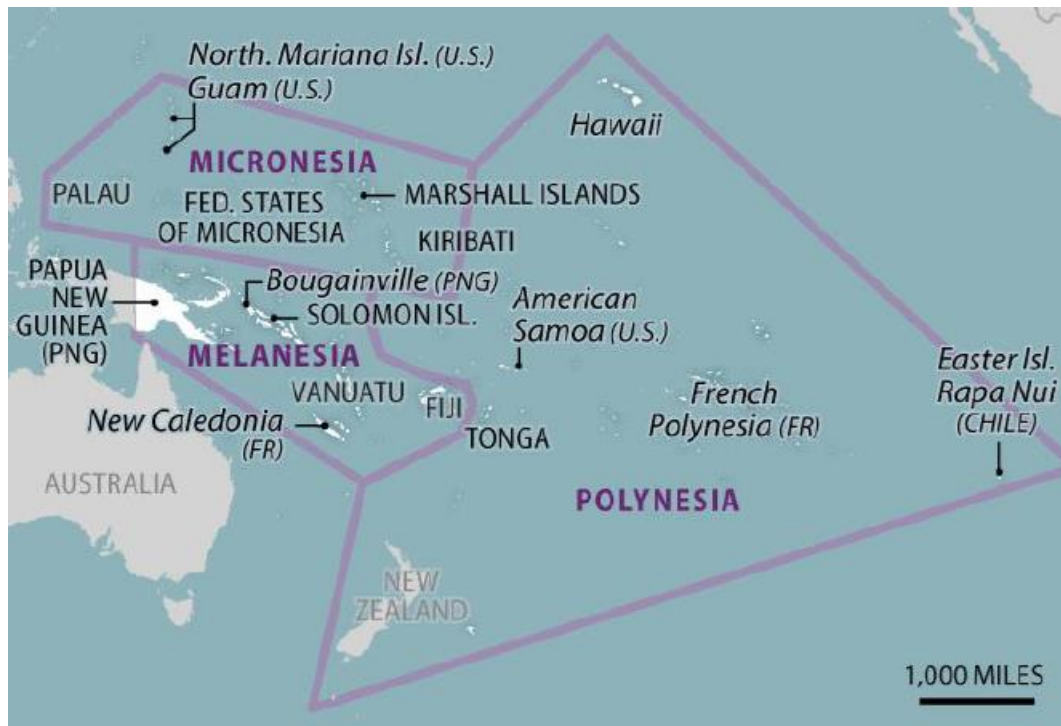 North. Mariana Isl. (U.S.)
Guam (U.S.)
Hawaii
MICRONESIA
PALAU
MARSHALL ISLANDS
FED. STATES
OF MICRONESIA
KIRIBATI
PAPUA
NEW
GUINEA
(PNG)
Bougainville (PNG)
SOLOMON ISL.
American
Samoa (U.S.)
MELANESIA
VANUATU
FIJI
TONGA
New Caledonia
(FR)
French
Polynesia (FR)
Easter Isl.
Rapa Nui
(CHILE)
AUSTRALIA
POLYNESIA
NEW
ZEALAND
1,000 MILES